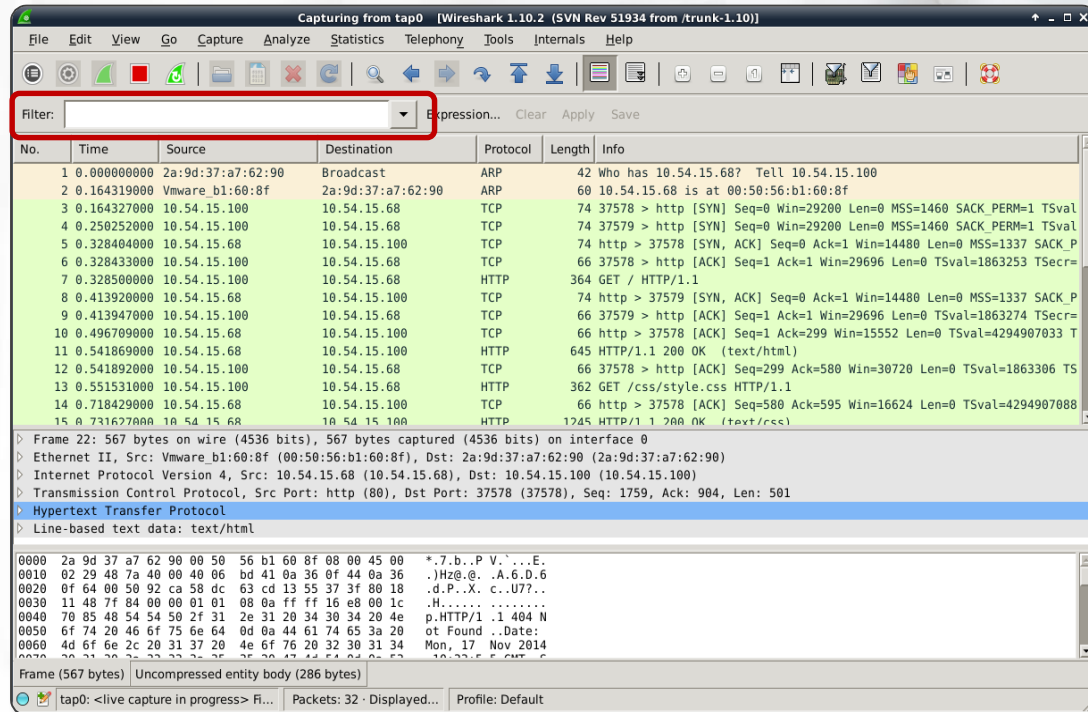 Capturing from tap0 [Wireshark 1.10.2 (SVN Rev 51934 from /trunk-1.10)]
File Edit View Go Capture Analyze Statistics Telephony Tools Internals Help
Filter: Expression... Clear Apply Save
No. Time Source Destination Protocol Length Info
1 0.000000000 2a:9d:37:a7:62:90 Broadcast ARP 42 Who has 10.54.15.68? Tell 10.54.15.100
2 0.164319000 Vmware_b1:60:8f 2a:9d:37:a7:62:90 ARP 60 10.54.15.68 is at 00:50:56:b1:60:8f
3 0.164327000 10.54.15.100 10.54.15.68 TCP 74 37578 > http [SYN] Seq=0 Win=29200 Len=0 MSS=1460 SACK_PERM=1 TSval
4 0.250252000 10.54.15.100 10.54.15.68 TCP 74 37579 > http [SYN] Seq=0 Win=29200 Len=0 MSS=1460 SACK_PERM=1 TSval
5 0.328404000 10.54.15.68 10.54.15.100 TCP 74 http > 37578 [SYN, ACK] Seq=0 Ack=1 Win=14480 Len=0 MSS=1337 SACK_P
6 0.328433000 10.54.15.100 10.54.15.68 TCP 66 37578 > http [ACK] Seq=1 Ack=1 Win=29696 Len=0 TSval=1863253 TSecr=
7 0.328500000 10.54.15.100 10.54.15.68 HTTP 364 GET / HTTP/1.1
8 0.413920000 10.54.15.68 10.54.15.100 TCP 74 http > 37579 [SYN, ACK] Seq=0 Ack=1 Win=14480 Len=0 MSS=1337 SACK_P
9 0.413947000 10.54.15.100 10.54.15.68 TCP 66 37579 > http [ACK] Seq=1 Ack=1 Win=29696 Len=0 TSval=1863274 TSecr=
10 0.496709000 10.54.15.68 10.54.15.100 TCP 66 http > 37578 [ACK] Seq=1 Ack=299 Win=15552 Len=0 TSval=4294907033 T
11 0.541869000 10.54.15.68 10.54.15.100 HTTP 645 HTTP/1.1 200 OK (text/html)
12 0.541892000 10.54.15.100 10.54.15.68 TCP 66 37578 > http [ACK] Seq=299 Ack=580 Win=30720 Len=0 TSval=1863306 TS
13 0.551531000 10.54.15.100 10.54.15.68 HTTP 362 GET /css/style.css HTTP/1.1
14 0.718429000 10.54.15.68 10.54.15.100 TCP 66 http > 37578 [ACK] Seq=580 Ack=595 Win=16624 Len=0 TSval=4294907088
15 0.731627000 10.54.15.68 10.54.15.100 HTTP 1245 HTTP/1.1 200 OK (text/css)
Frame 22: 567 bytes on wire (4536 bits), 567 bytes captured (4536 bits) on interface 0
Ethernet II, Src: Vmware_b1:60:8f (00:50:56:b1:60:8f), Dst: 2a:9d:37:a7:62:90 (2a:9d:37:a7:62:90)
Internet Protocol Version 4, Src: 10.54.15.68 (10.54.15.68), Dst: 10.54.15.100 (10.54.15.100)
Transmission Control Protocol, Src Port: http (80), Dst Port: 37578 (37578), Seq: 1759, Ack: 904, Len: 501
Hypertext Transfer Protocol
Line-based text data: text/html
0000 2a 9d 37 a7 62 90 00 50 56 b1 60 8f 08 00 45 00 *.7.b..P V.`...E.
0010 02 29 48 7a 40 00 40 06 bd 41 0a 36 0f 44 0a 36 .)Hz@.@. .A.6.D.6
0020 0f 64 00 50 92 ca 58 dc 63 cd 13 55 37 3f 80 18 .d.P..X. c..U7?..
0030 11 48 7f 84 00 00 01 01 08 0a ff ff 16 e8 00 1c .H...... ........
0040 70 85 48 54 54 50 2f 31 2e 31 20 34 30 34 20 4e p.HTTP/1 .1 404 N
0050 6f 74 20 46 6f 75 6e 64 0d 0a 44 61 74 65 3a 20 ot Found ..Date:
0060 4d 6f 6e 2c 20 31 37 20 4e 6f 76 20 32 30 31 34 Mon, 17 Nov 2014
Frame (567 bytes) Uncompressed entity body (286 bytes)
tap0: <live capture in progress> Fi... Packets: 32 · Displayed... Profile: Default